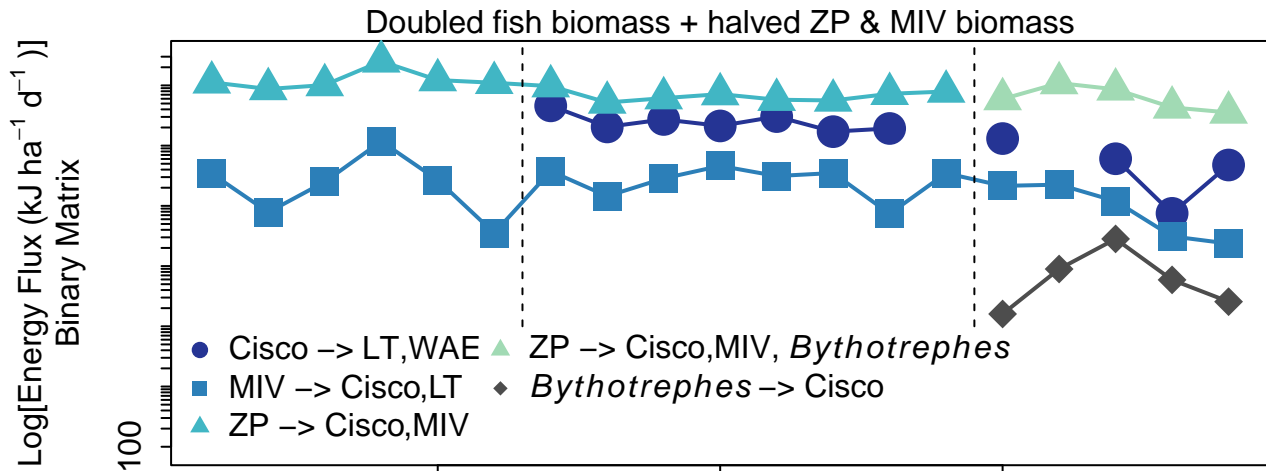 Doubled fish biomass + halved ZP & MIV biomass
Log[Energy Flux (kJ ha⁻¹ d⁻¹ )]
Binary Matrix
100
Cisco −> LT,WAE
MIV −> Cisco,LT
ZP −> Cisco,MIV
ZP −> Cisco,MIV, Bythotrephes
Bythotrephes −> Cisco